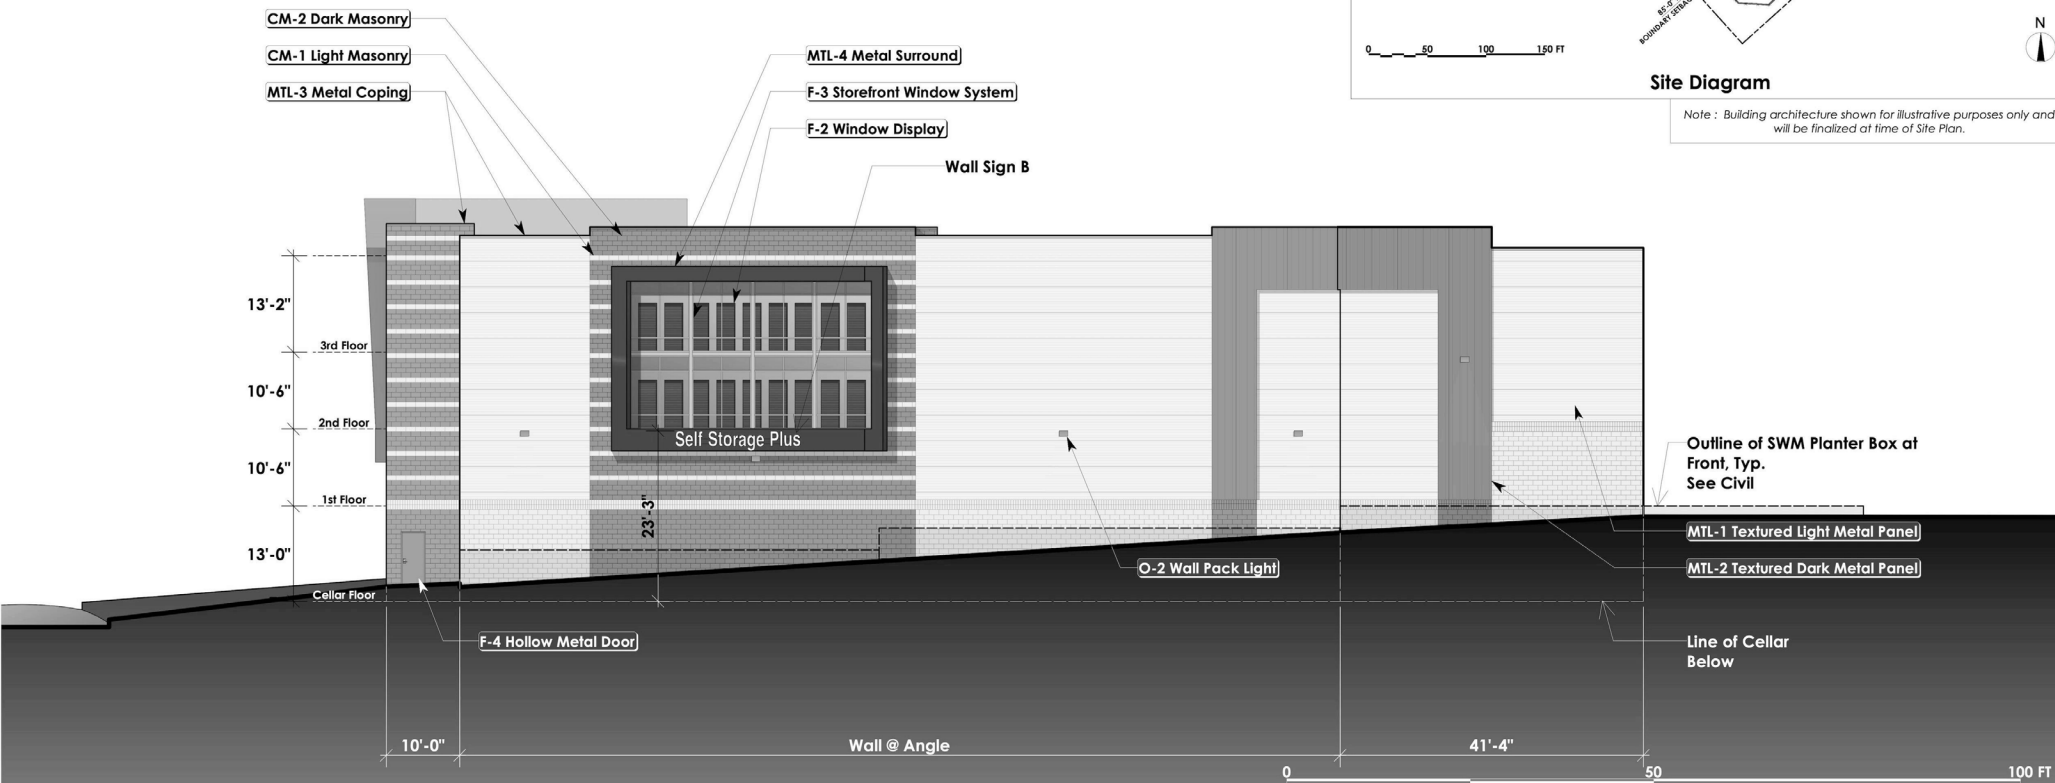 CM-2 Dark Masonry
CM-1 Light Masonry
MTL-3 Metal Coping
MTL-4 Metal Surround
F-3 Storefront Window System
F-2 Window Display
Wall Sign B
85'-0"
0 50 100 150 FT
N
Site Diagram
Note : Building architecture shown for illustrative purposes only and
will be finalized at time of Site Plan.
13'-2"
3rd Floor
10'-6"
2nd Floor
10'-6"
1st Floor
13'-0"
Cellar Floor
Self Storage Plus
23'-3"
Outline of SWM Planter Box at
Front, Typ.
See Civil
MTL-1 Textured Light Metal Panel
MTL-2 Textured Dark Metal Panel
O-2 Wall Pack Light
F-4 Hollow Metal Door
Line of Cellar
Below
10'-0"
Wall @ Angle
41'-4"
0 50 100 FT